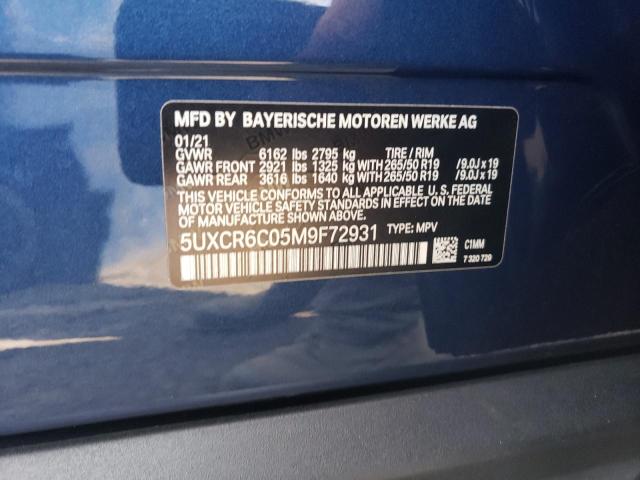 MFD BY BAYERISCHE MOTOREN WERKE AG
01/21
GVWR 6162 lbs 2795 kg TIRE / RIM
GAWR FRONT 2921 lbs 1325 kg WITH 265/50 R19 /9.0J x 19
GAWR REAR 3616 lbs 1640 kg WITH 265/50 R19 /9.0J x 19
THIS VEHICLE CONFORMS TO ALL APPLICABLE U.S. FEDERAL
MOTOR VEHICLE SAFETY STANDARDS IN EFFECT ON THE
DATE OF MANUFACTURE SHOWN ABOVE.
5UXCR6C05M9F72931 TYPE: MPV
C1MM
7 320 729